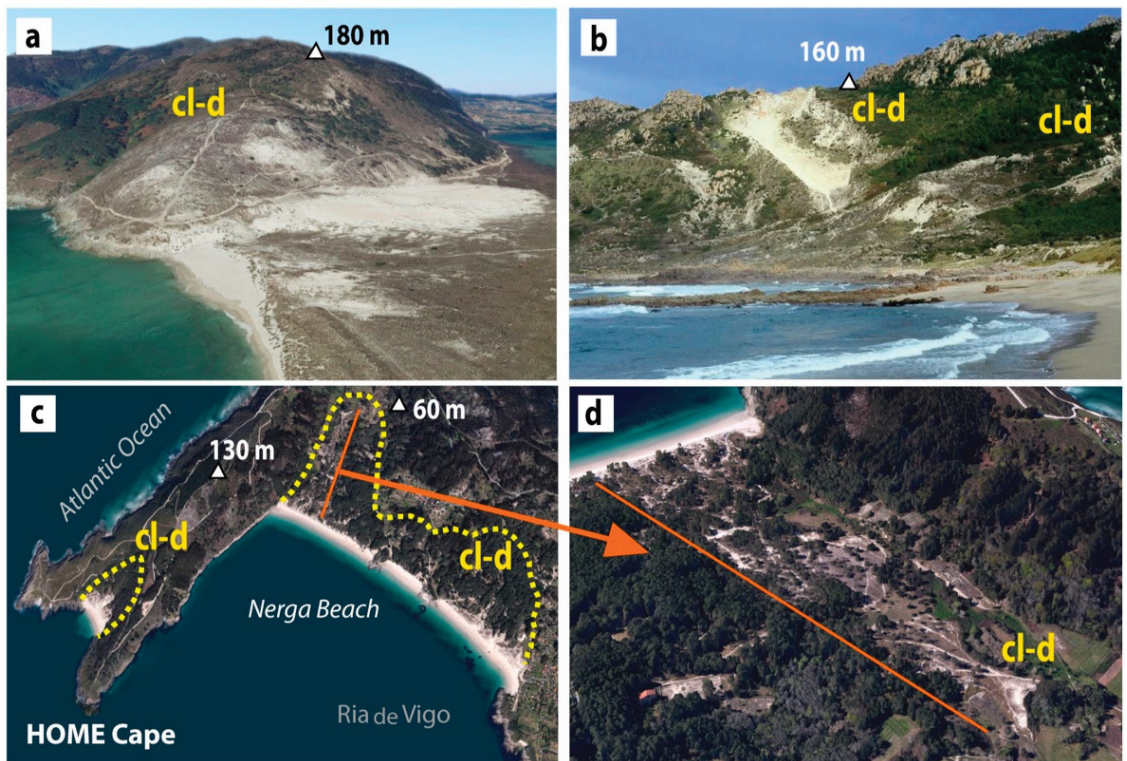 a
180 m
cl-d
b
160 m
cl-d
cl-d
c
Atlantic Ocean
130 m
60 m
cl-d
cl-d
Nerga Beach
Ria de Vigo
HOME Cape
d
cl-d